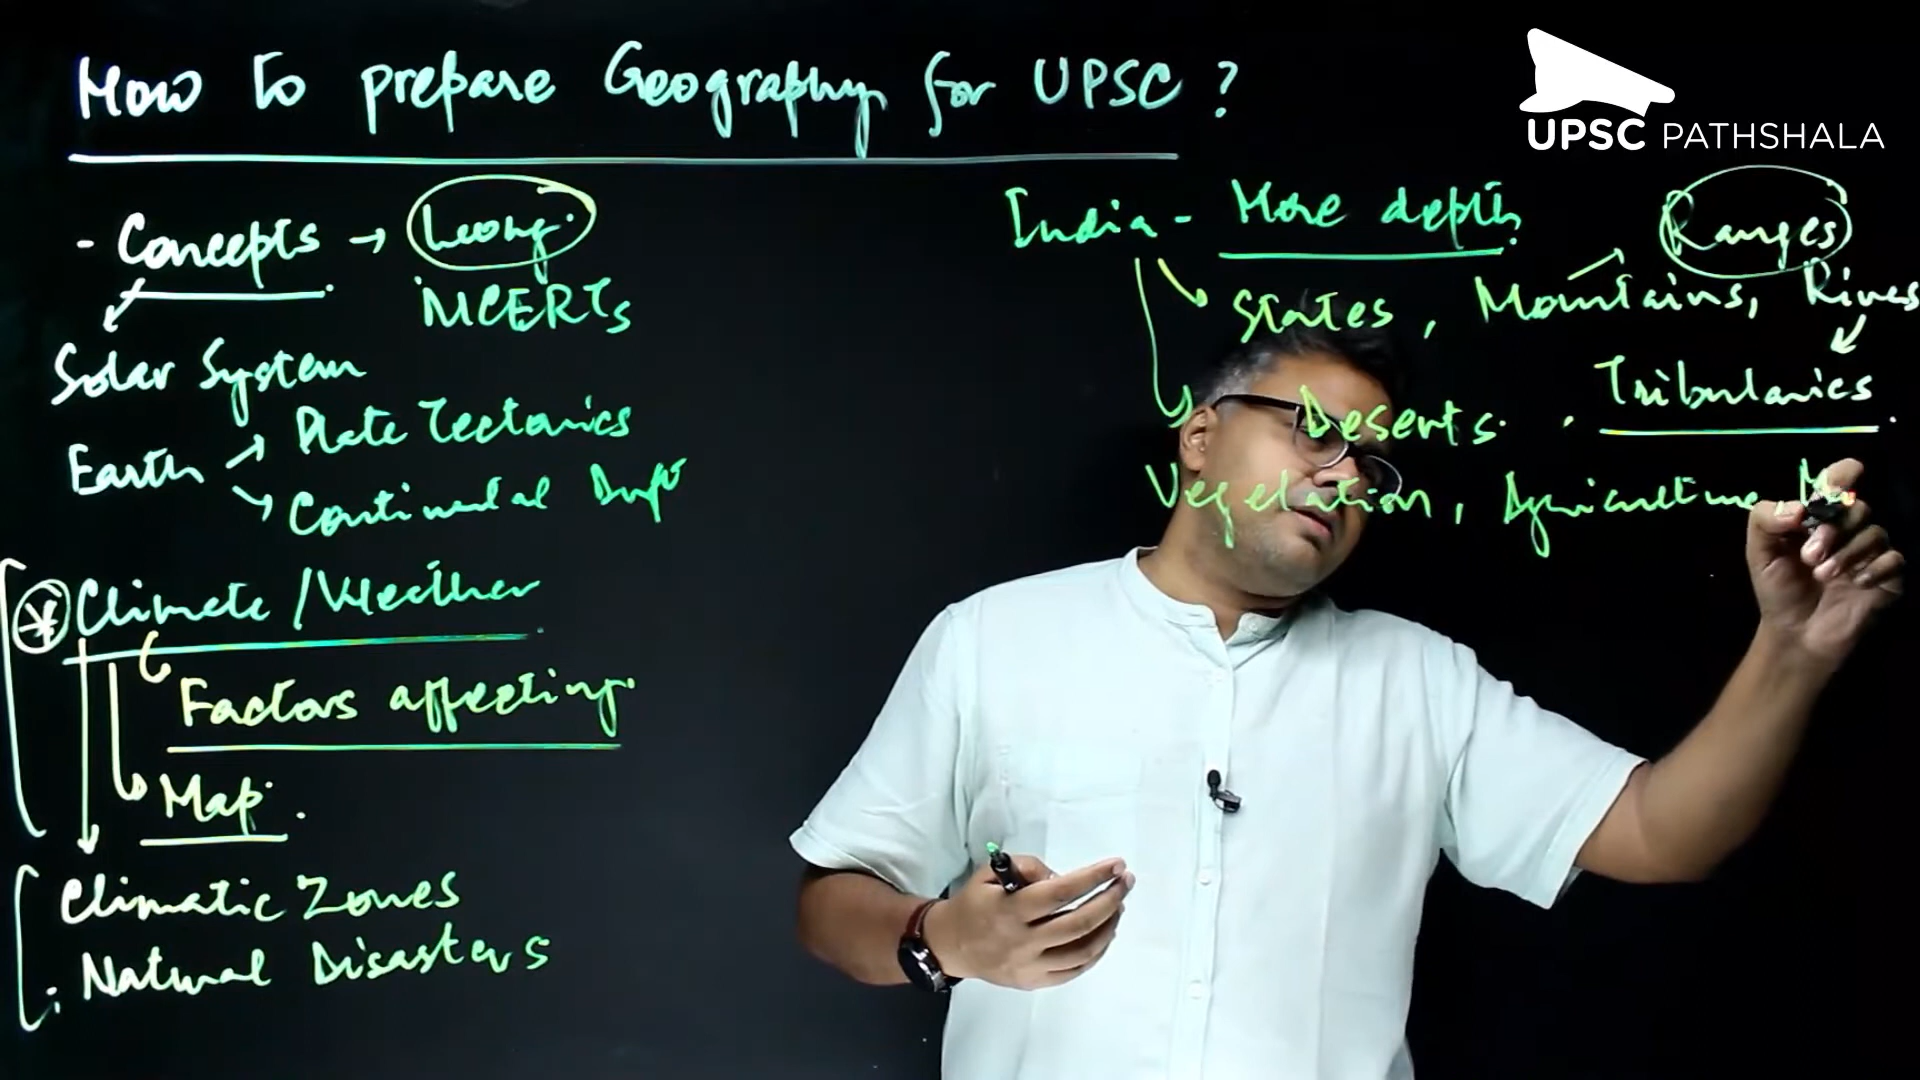 How to prepare Geography for UPSC ?
UPSC PATHSHALA
- Concepts → Leong.
NCERTs
Solar System
Earth → Plate Tectonics
→ Continental Drift
* Climate / Weather
Factors affecting.
Map.
Climatic Zones
Natural Disasters
India - More depth.
Ranges
States, Mountains, Rivers
Tributaries
Deserts.
Vegetation, Agriculture,